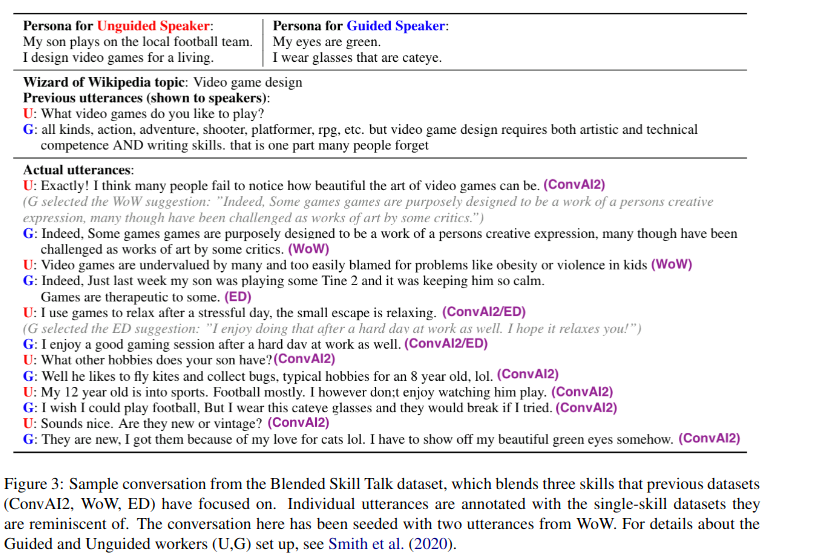 Persona for Unguided Speaker:
My son plays on the local football team.
I design video games for a living.
Persona for Guided Speaker:
My eyes are green.
I wear glasses that are cateye.
Wizard of Wikipedia topic: Video game design
Previous utterances (shown to speakers):
U: What video games do you like to play?
G: all kinds, action, adventure, shooter, platformer, rpg, etc. but video game design requires both artistic and technical
competence AND writing skills. that is one part many people forget
Actual utterances:
U: Exactly! I think many people fail to notice how beautiful the art of video games can be. (ConvAI2)
(G selected the WoW suggestion: "Indeed, Some games games are purposely designed to be a work of a persons creative
expression, many though have been challenged as works of art by some critics.")
G: Indeed, Some games games are purposely designed to be a work of a persons creative expression, many though have been
challenged as works of art by some critics. (WoW)
U: Video games are undervalued by many and too easily blamed for problems like obesity or violence in kids (WoW)
G: Indeed, Just last week my son was playing some Tine 2 and it was keeping him so calm.
Games are therapeutic to some. (ED)
U: I use games to relax after a stressful day, the small escape is relaxing. (ConvAI2/ED)
(G selected the ED suggestion: "I enjoy doing that after a hard day at work as well. I hope it relaxes you!")
G: I enjoy a good gaming session after a hard day at work as well. (ConvAI2/ED)
U: What other hobbies does your son have? (ConvAI2)
G: Well he likes to fly kites and collect bugs, typical hobbies for an 8 year old, lol. (ConvAI2)
U: My 12 year old is into sports. Football mostly. I however don;t enjoy watching him play. (ConvAI2)
G: I wish I could play football, But I wear this cateye glasses and they would break if I tried. (ConvAI2)
U: Sounds nice. Are they new or vintage? (ConvAI2)
G: They are new, I got them because of my love for cats lol. I have to show off my beautiful green eyes somehow. (ConvAI2)
Figure 3: Sample conversation from the Blended Skill Talk dataset, which blends three skills that previous datasets
(ConvAI2, WoW, ED) have focused on. Individual utterances are annotated with the single-skill datasets they
are reminiscent of. The conversation here has been seeded with two utterances from WoW. For details about the
Guided and Unguided workers (U,G) set up, see Smith et al. (2020).